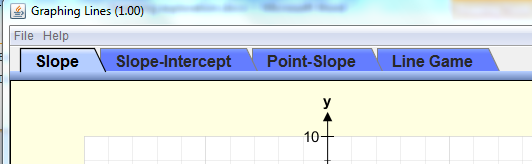 Graphing Lines (1.00)
File Help
Slope Slope-Intercept Point-Slope Line Game
y
10